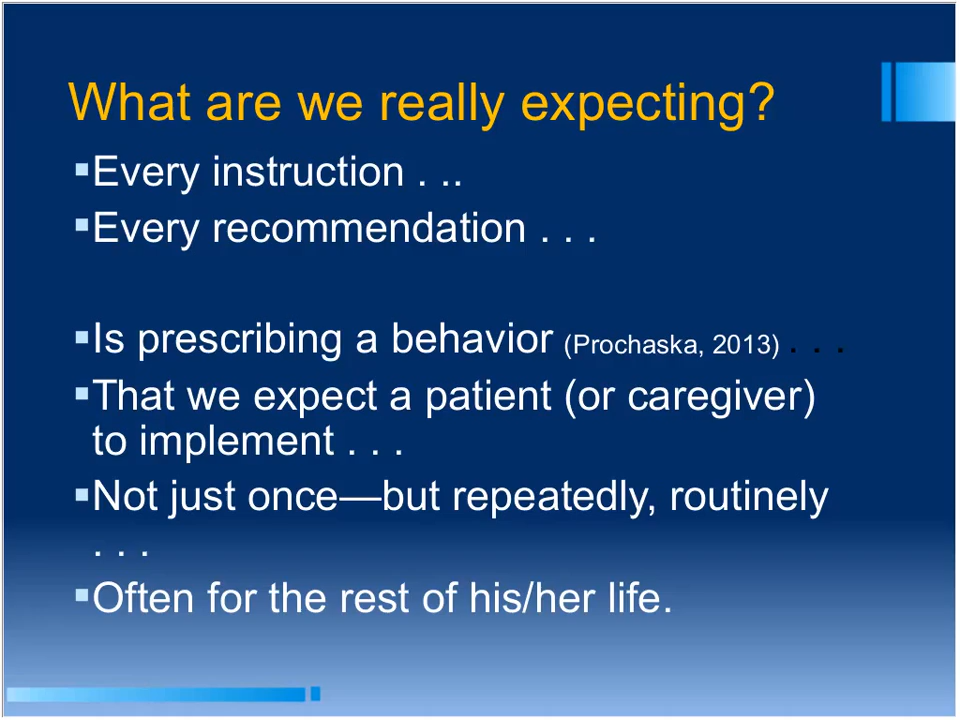 What are we really expecting?
▪Every instruction . ..
▪Every recommendation . . .
▪Is prescribing a behavior (Prochaska, 2013) . . .
▪That we expect a patient (or caregiver)
to implement . . .
▪Not just once—but repeatedly, routinely
. . .
▪Often for the rest of his/her life.